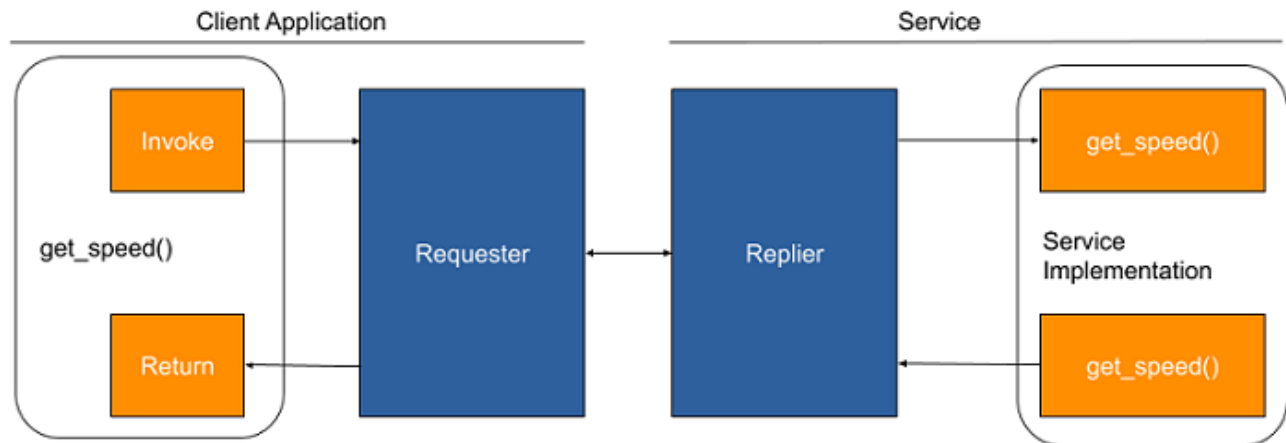 Client Application
Service
Invoke
get_speed()
get_speed()
Requester
Replier
Service
Implementation
Return
get_speed()